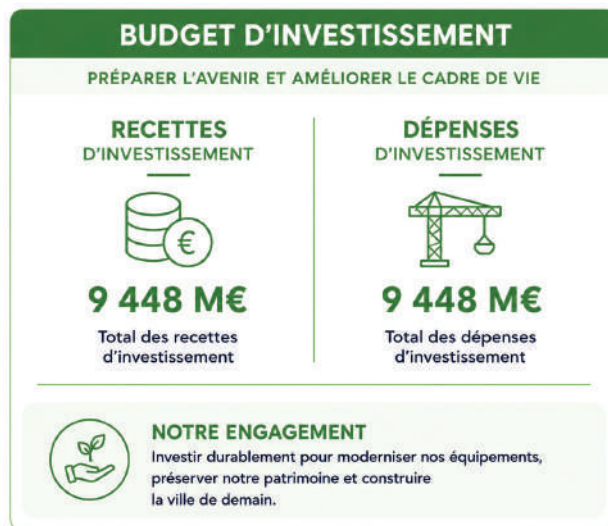 BUDGET D'INVESTISSEMENT
PRÉPARER L'AVENIR ET AMÉLIORER LE CADRE DE VIE
RECETTES
D'INVESTISSEMENT
€
9 448 M€
Total des recettes
d'investissement
DÉPENSES
D'INVESTISSEMENT
9 448 M€
Total des dépenses
d'investissement
NOTRE ENGAGEMENT
Investir durablement pour moderniser nos équipements,
préserver notre patrimoine et construire
la ville de demain.